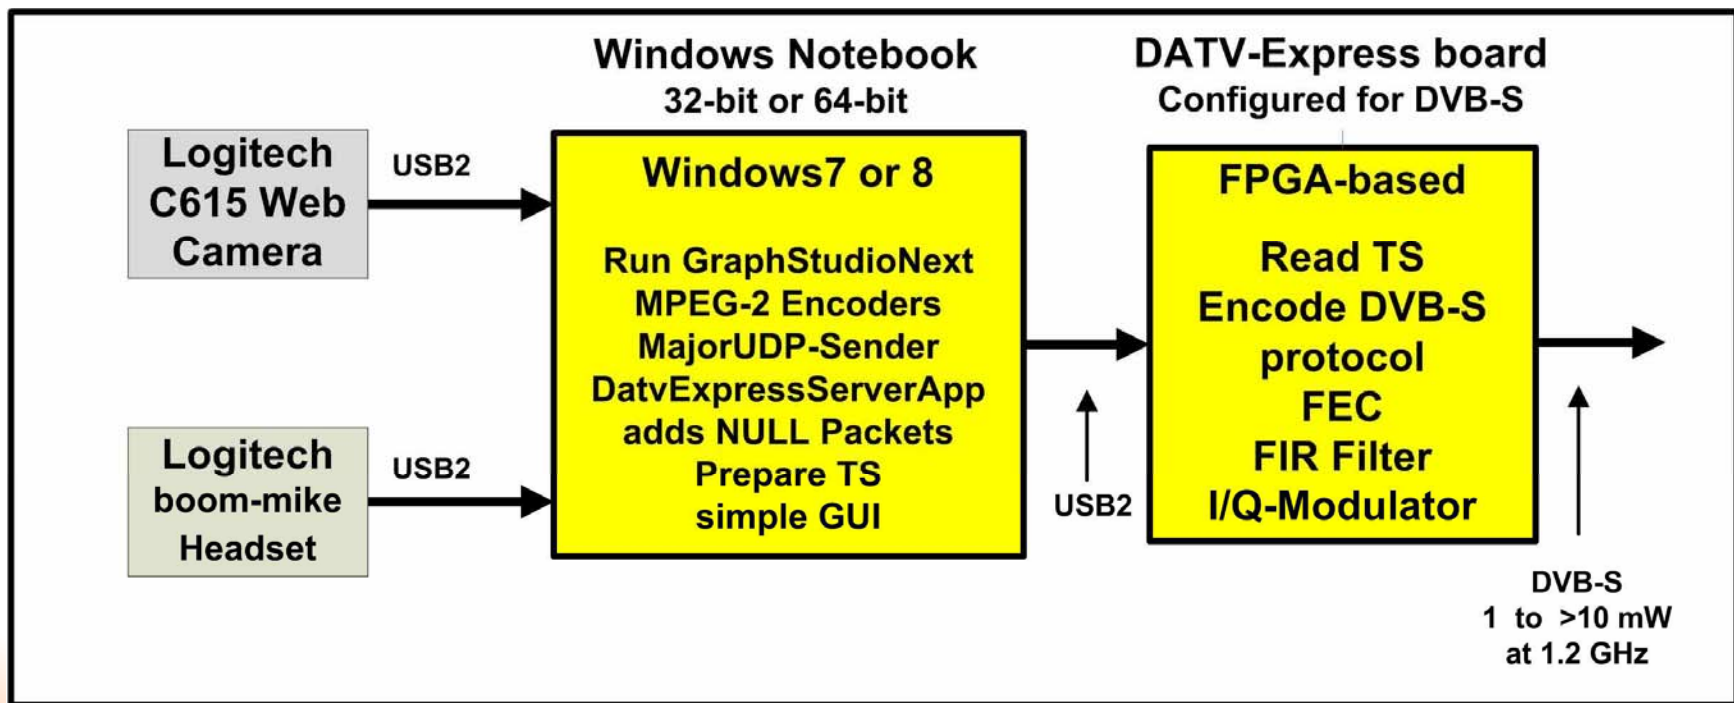 Windows Notebook
32-bit or 64-bit
DATV-Express board
Configured for DVB-S
Logitech
C615 Web
Camera
USB2
Logitech
boom-mike
Headset
USB2
Windows7 or 8
Run GraphStudioNext
MPEG-2 Encoders
MajorUDP-Sender
DatvExpressServerApp
adds NULL Packets
Prepare TS
simple GUI
USB2
FPGA-based
Read TS
Encode DVB-S
protocol
FEC
FIR Filter
I/Q-Modulator
DVB-S
1 to >10 mW
at 1.2 GHz